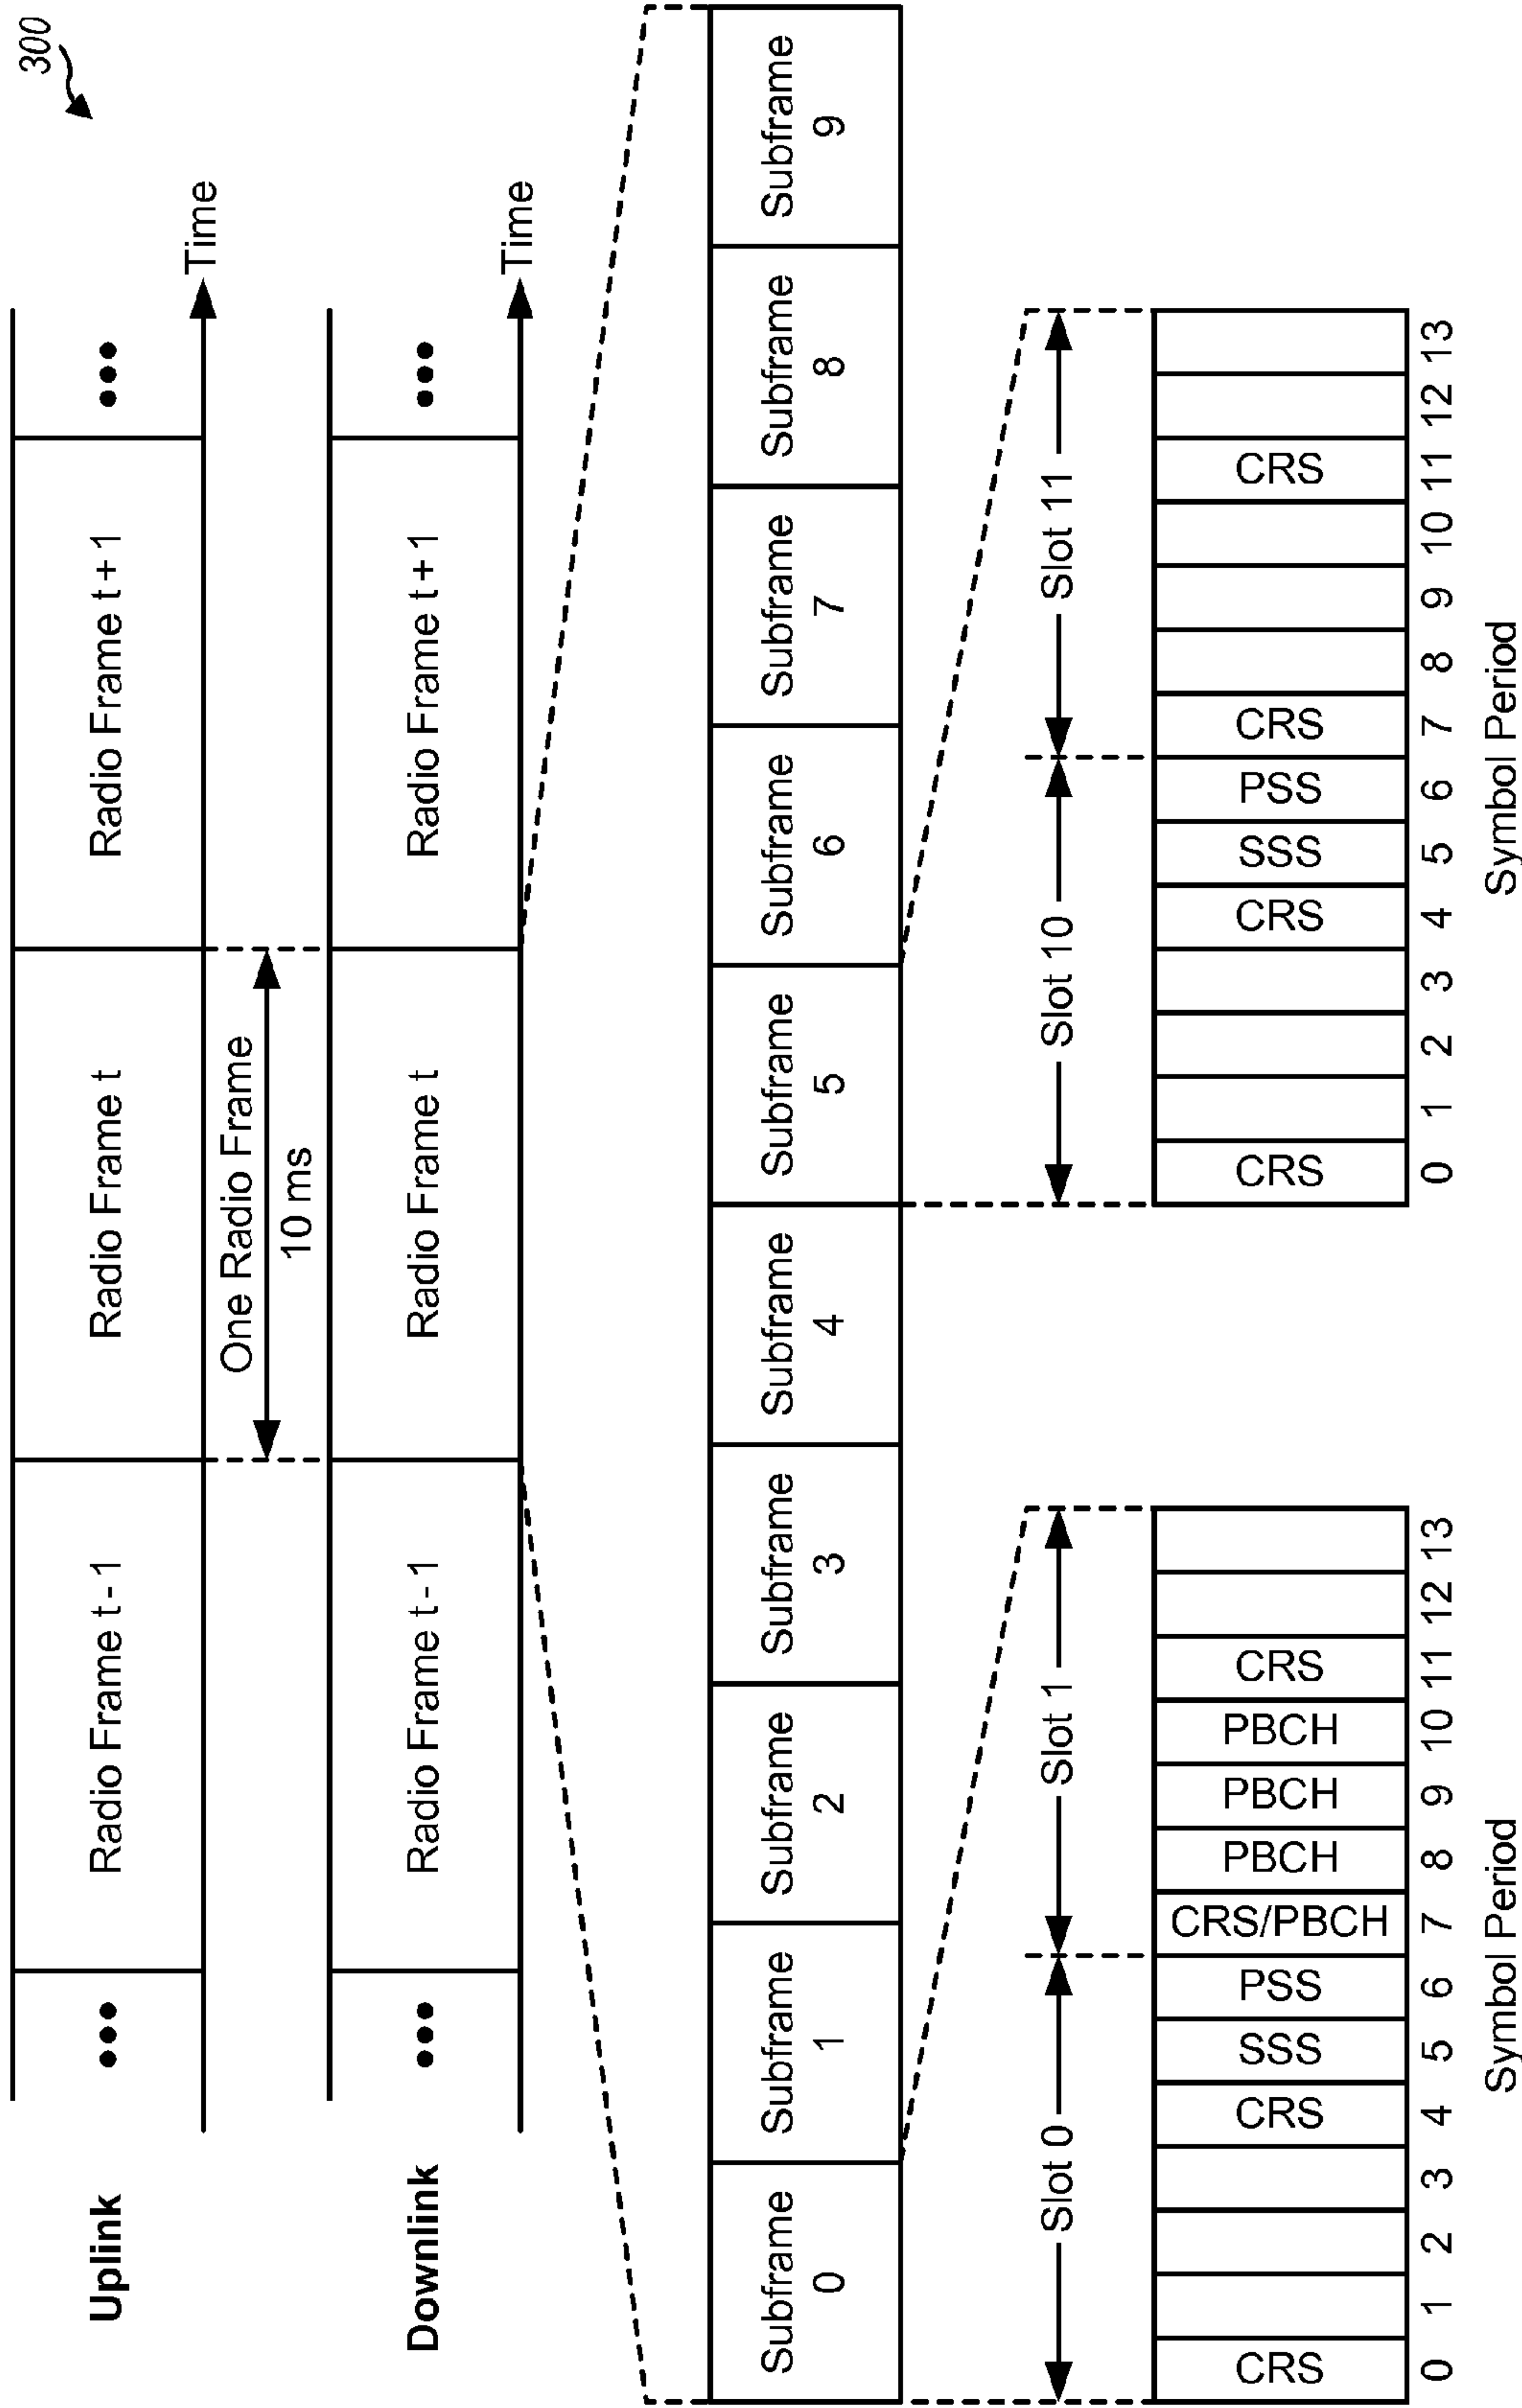 300
Uplink
•••
Radio Frame t-1
Radio Frame t
Radio Frame t+1
•••
Time
One Radio Frame
10 ms
Downlink
•••
Radio Frame t-1
Radio Frame t
Radio Frame t+1
•••
Time
Subframe
0
Subframe
1
Subframe
2
Subframe
3
Subframe
4
Subframe
5
Subframe
6
Subframe
7
Subframe
8
Subframe
9
Slot 0
Slot 1
CRS
CRS
SSS
PSS
CRS/PBCH
PBCH
PBCH
PBCH
CRS
0 1 2 3 4 5 6 7 8 9 10 11 12 13
Symbol Period
Slot 10
Slot 11
CRS
CRS
SSS
PSS
CRS
CRS
0 1 2 3 4 5 6 7 8 9 10 11 12 13
Symbol Period